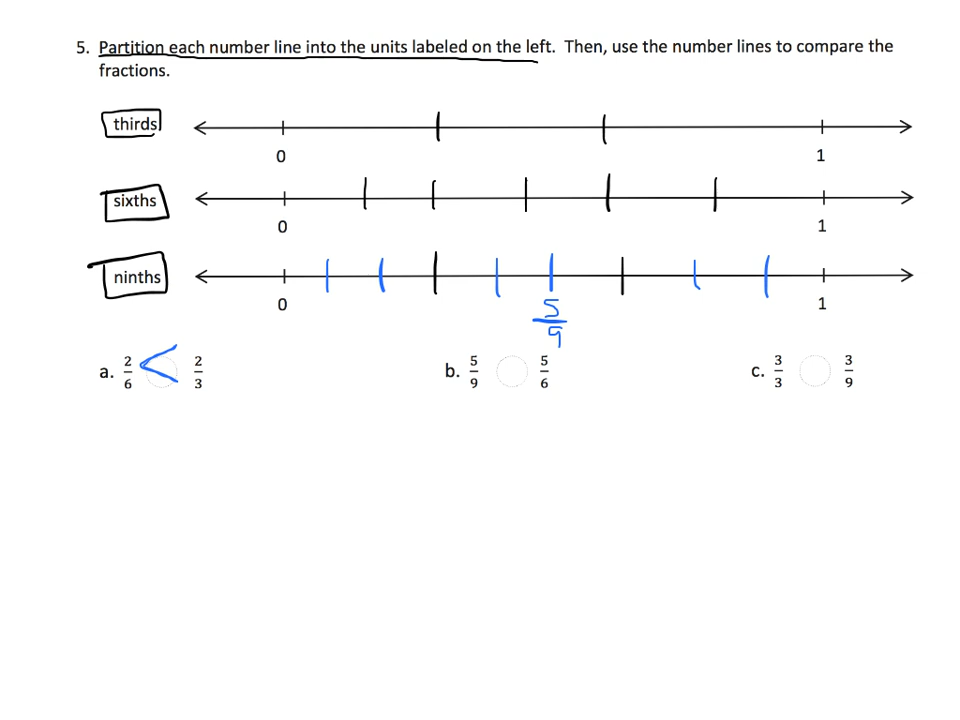 5. Partition each number line into the units labeled on the left. Then, use the number lines to compare the
fractions.
thirds
0 1
sixths
0 1
ninths
0 1
5/9
a. 2/6 < 2/3 b. 5/9 5/6 c. 3/3 3/9